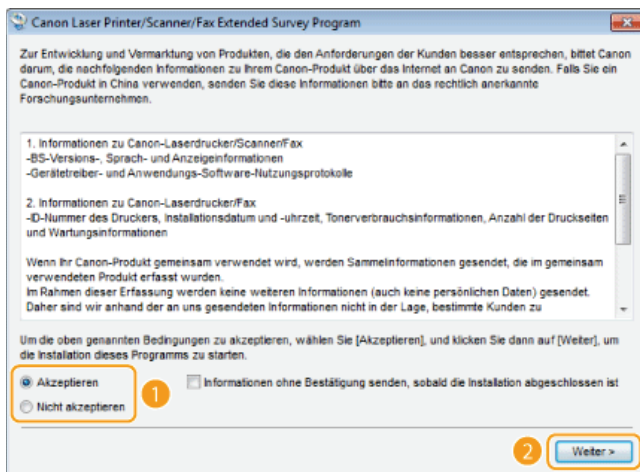 Canon Laser Printer/Scanner/Fax Extended Survey Program
Zur Entwicklung und Vermarktung von Produkten, die den Anforderungen der Kunden besser entsprechen, bittet Canon
darum, die nachfolgenden Informationen zu Ihrem Canon-Produkt über das Internet an Canon zu senden. Falls Sie ein
Canon-Produkt in China verwenden, senden Sie diese Informationen bitte an das rechtlich anerkannte
Forschungsunternehmen.
1. Informationen zu Canon-Laserdrucker/Scanner/Fax
-BS-Versions-, Sprach- und Anzeigeinformationen
-Gerätetreiber- und Anwendungs-Software-Nutzungsprotokolle
2. Informationen zu Canon-Laserdrucker/Fax
-ID-Nummer des Druckers, Installationsdatum und -uhrzeit, Tonerverbrauchsinformationen, Anzahl der Druckseiten
und Wartungsinformationen
Wenn Ihr Canon-Produkt gemeinsam verwendet wird, werden Sammelinformationen gesendet, die im gemeinsam
verwendeten Produkt erfasst wurden.
Im Rahmen dieser Erfassung werden keine weiteren Informationen (auch keine persönlichen Daten) gesendet.
Daher sind wir anhand der an uns gesendeten Informationen nicht in der Lage, bestimmte Kunden zu
Um die oben genannten Bedingungen zu akzeptieren, wählen Sie [Akzeptieren], und klicken Sie dann auf [Weiter], um
die Installation dieses Programms zu starten.
Akzeptieren
Nicht akzeptieren
1
Informationen ohne Bestätigung senden, sobald die Installation abgeschlossen ist
2
Weiter >